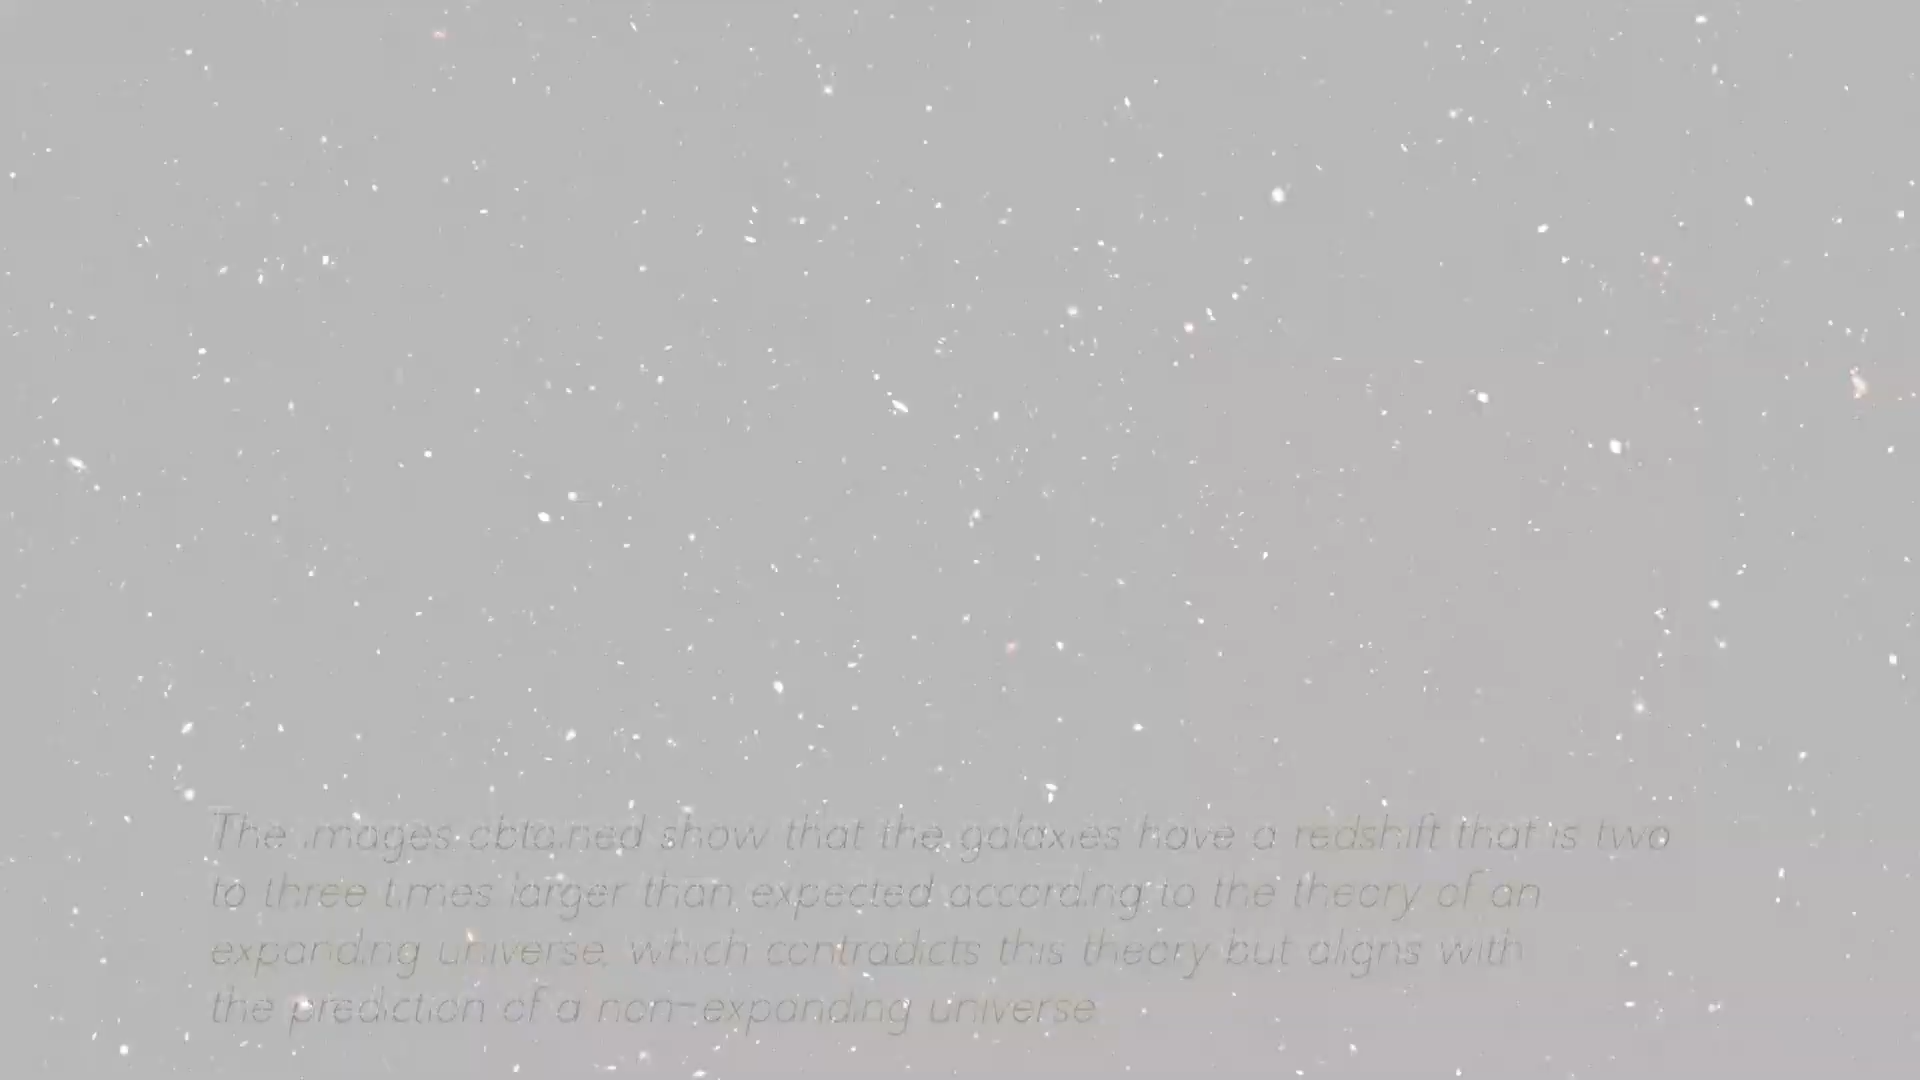 The images obtained show that the galaxies have a redshift that is two
to three times larger than expected according to the theory of an
expanding universe, which contradicts this theory but aligns with
the prediction of a non-expanding universe